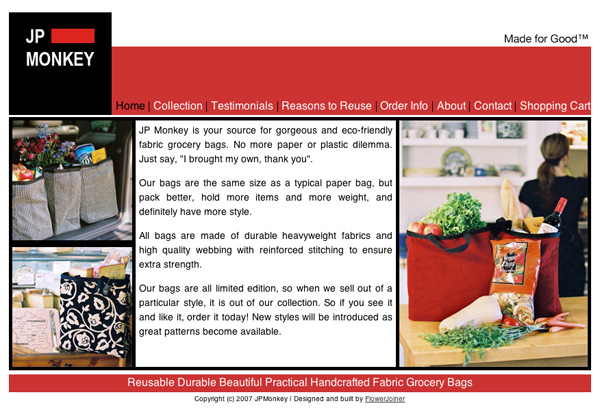 JP
MONKEY
Made for Good™
Home | Collection | Testimonials | Reasons to Reuse | Order Info | About | Contact | Shopping Cart
JP Monkey is your source for gorgeous and eco-friendly
fabric grocery bags. No more paper or plastic dilemma.
Just say, "I brought my own, thank you".
Our bags are the same size as a typical paper bag, but
pack better, hold more items and more weight, and
definitely have more style.
All bags are made of durable heavyweight fabrics and
high quality webbing with reinforced stitching to ensure
extra strength.
Our bags are all limited edition, so when we sell out of a
particular style, it is out of our collection. So if you see it
and like it, order it today! New styles will be introduced as
great patterns become available.
Reusable Durable Beautiful Practical Handcrafted Fabric Grocery Bags
Copyright (c) 2007 JPMonkey | Designed and built by FlowerJoiner